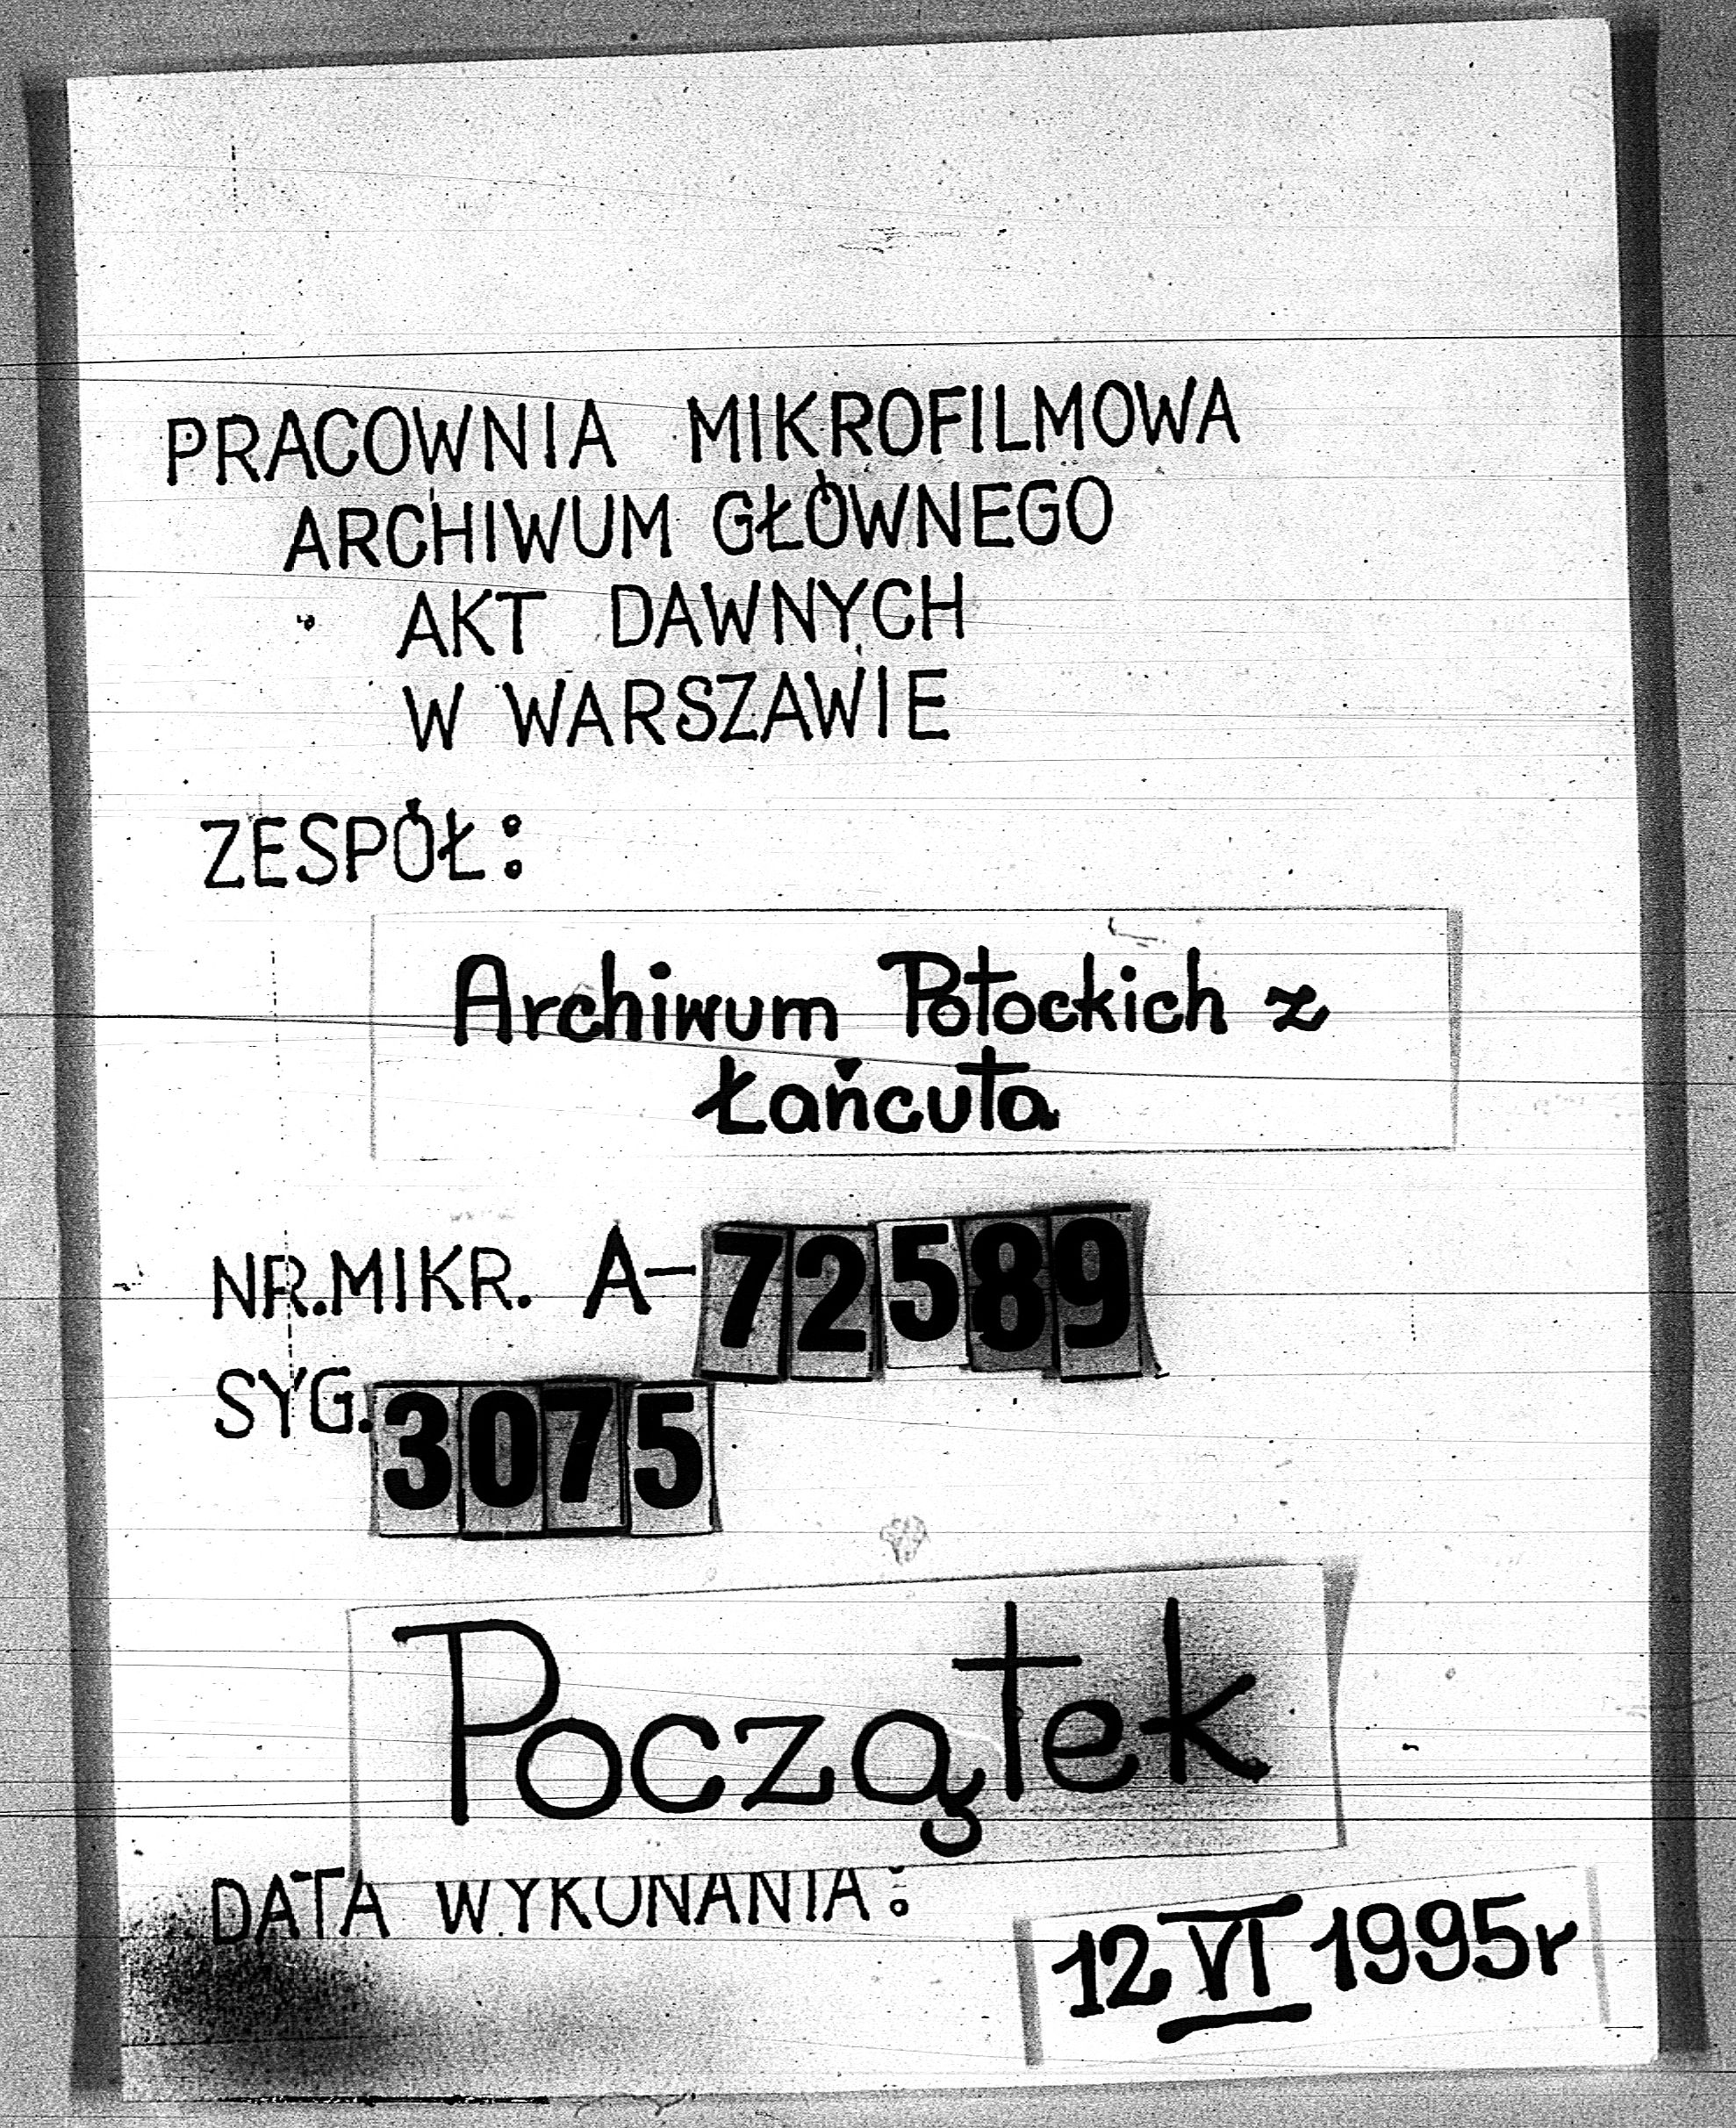 PRACOWNIA MIKROFILMOWA
ARCHIWUM GŁÓWNEGO
AKT DAWNYCH
W WARSZAWIE
ZESPÓŁ:
Archiwum Potockich z
Łańcuta
NR.MIKR. A-72589
SYG. 3075
Początek
DATA WYKONANIA:
12 VI 1995r